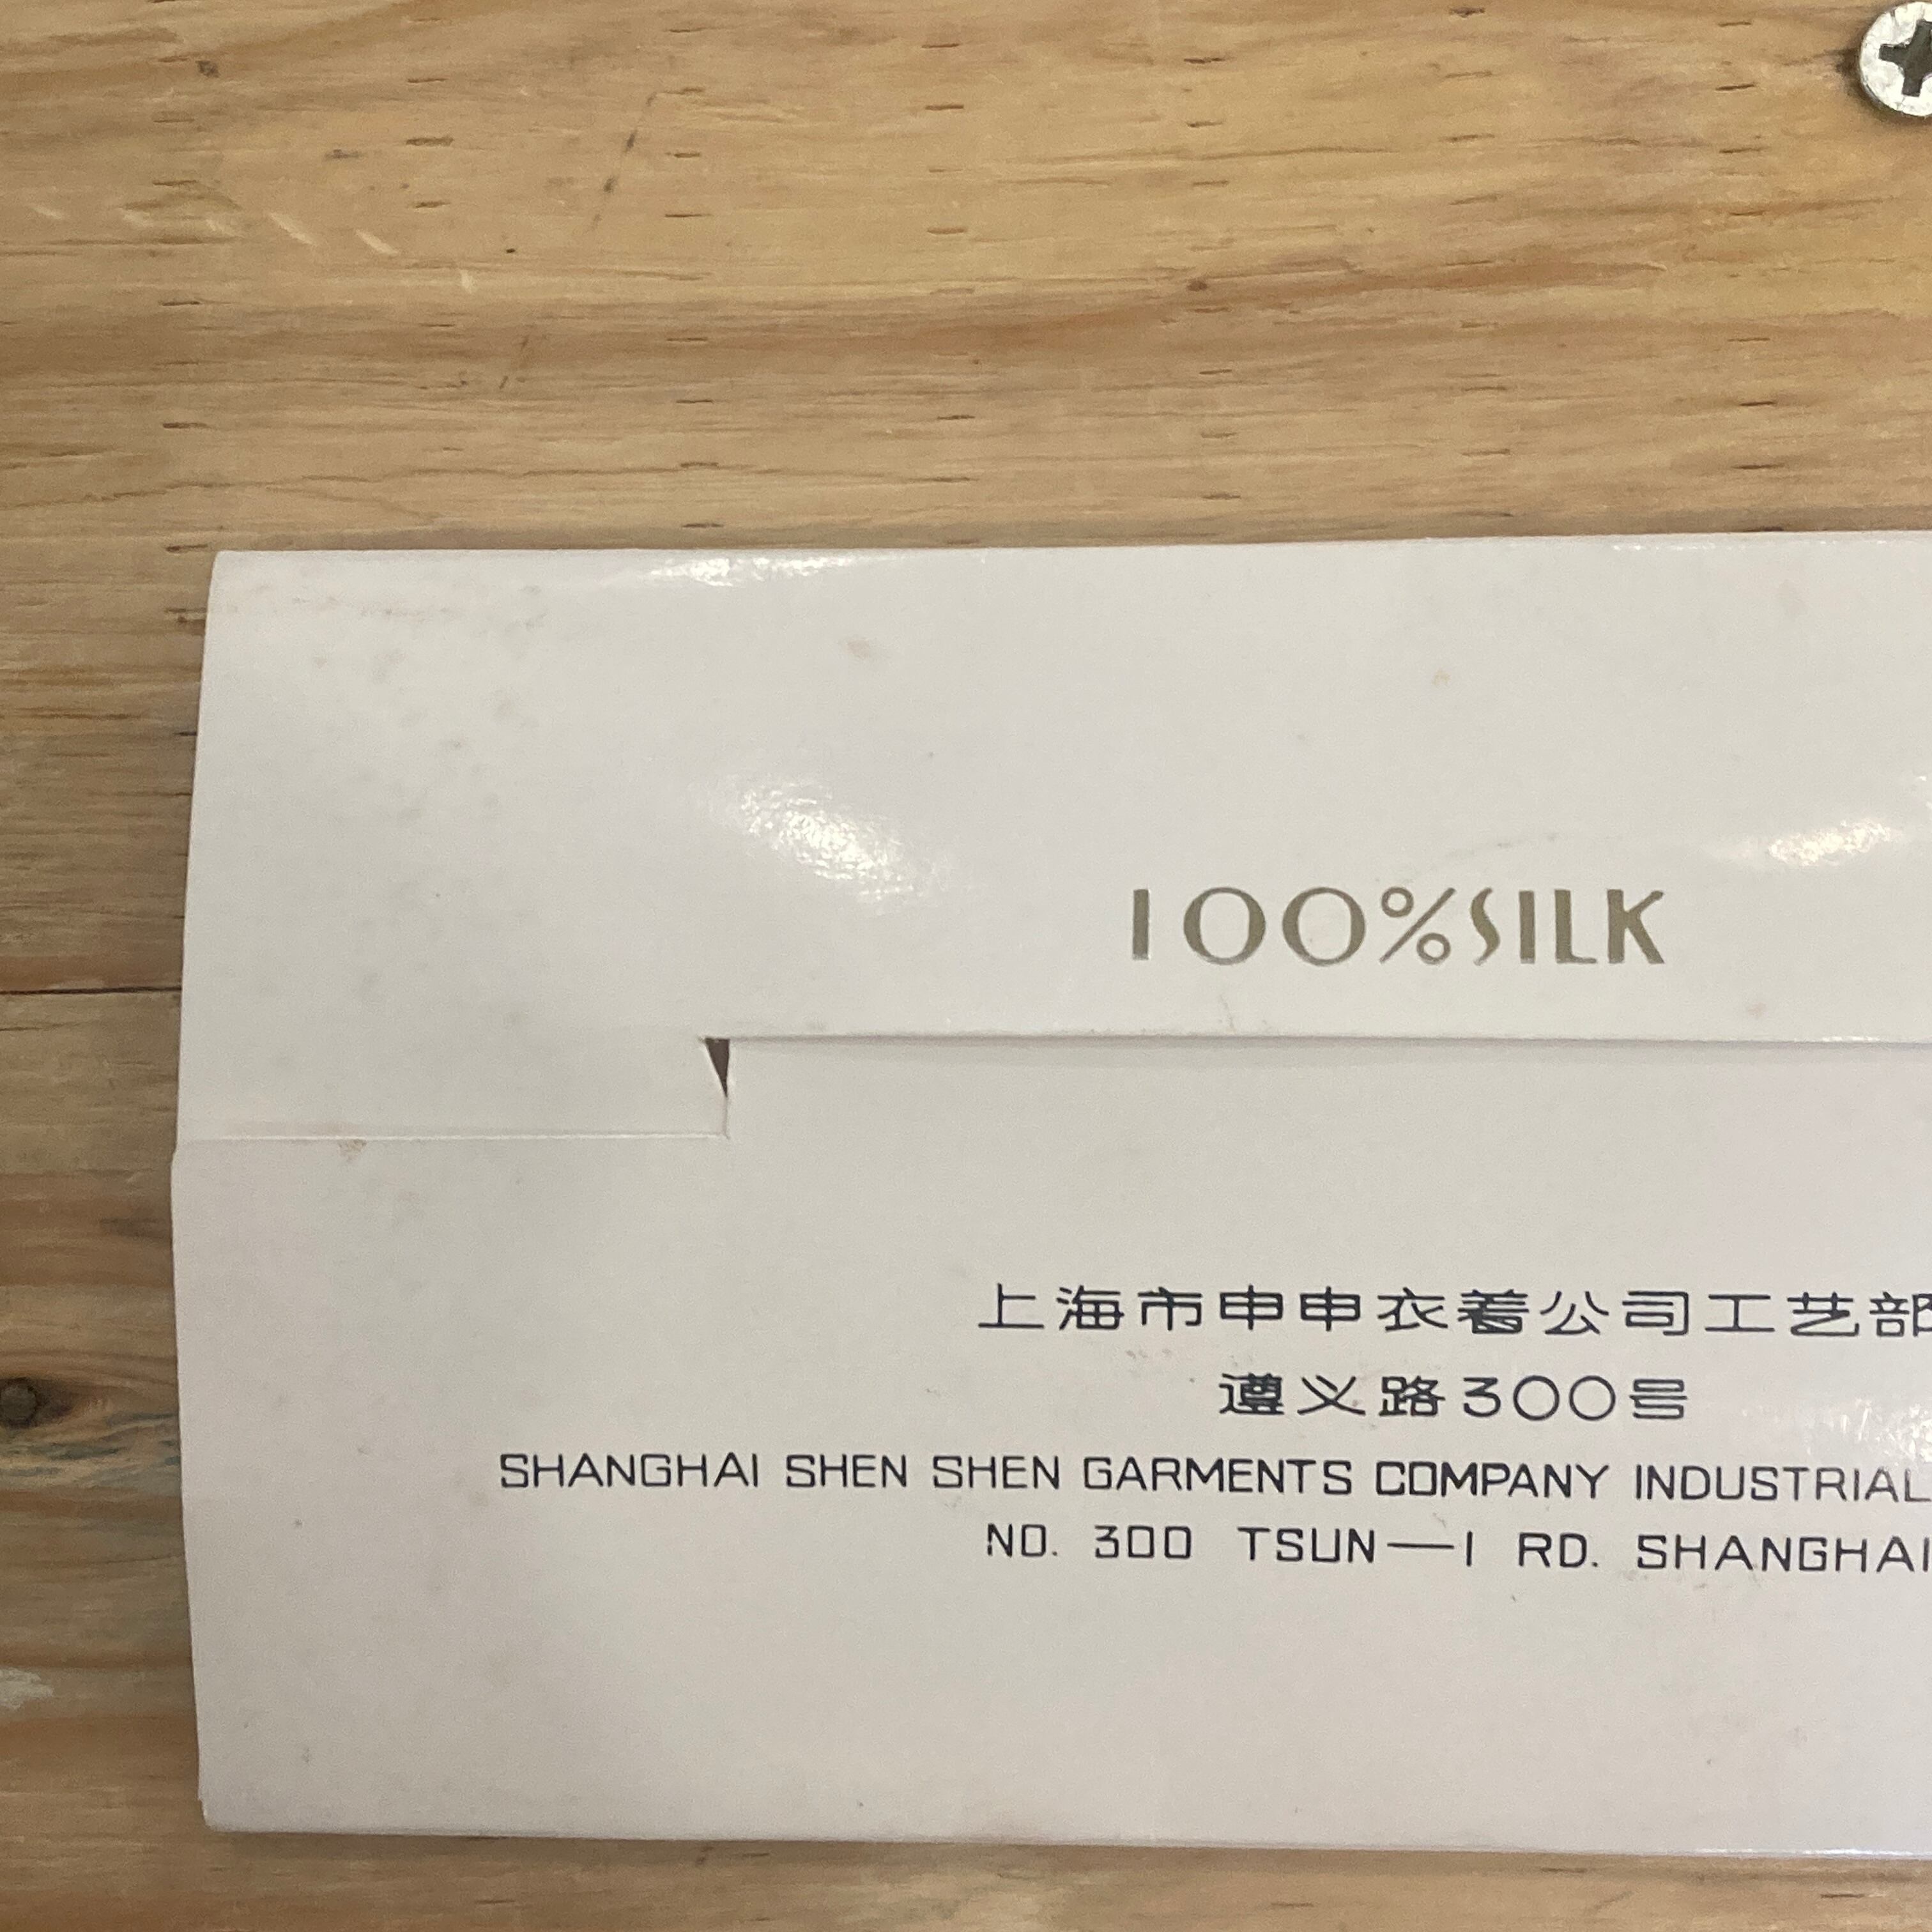 100%SILK
上海市申申衣着公司工艺部
遵义路300号
SHANGHAI SHEN SHEN GARMENTS COMPANY INDUSTRIAL
NO. 300 TSUN—I RD. SHANGHAI